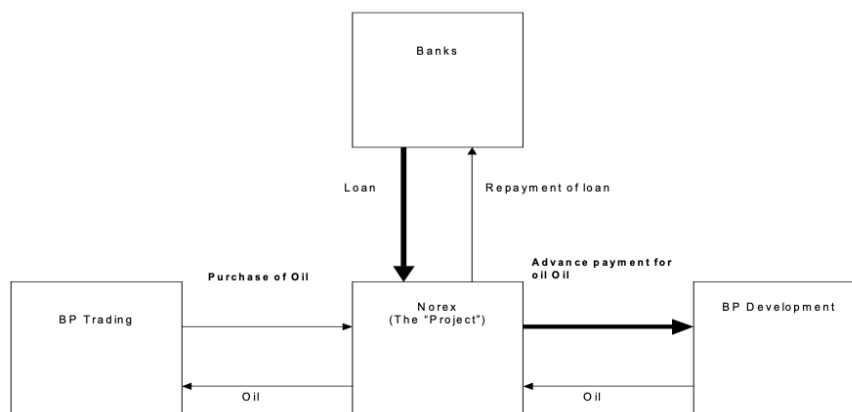 Banks
Loan
Repayment of loan
Purchase of Oil
Advance payment for
oil Oil
BP Trading
Norex
(The "Project")
BP Development
Oil
Oil